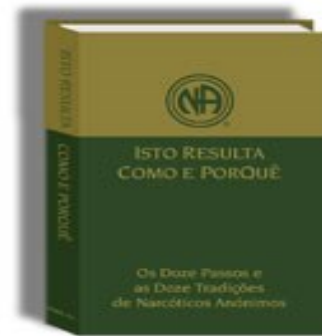 NA
ISTO RESULTA
COMO E PORQUÊ
Os Doze Passos e
as Doze Tradições
de Narcóticos Anónimos
ISTO RESULTA
COMO E PORQUÊ